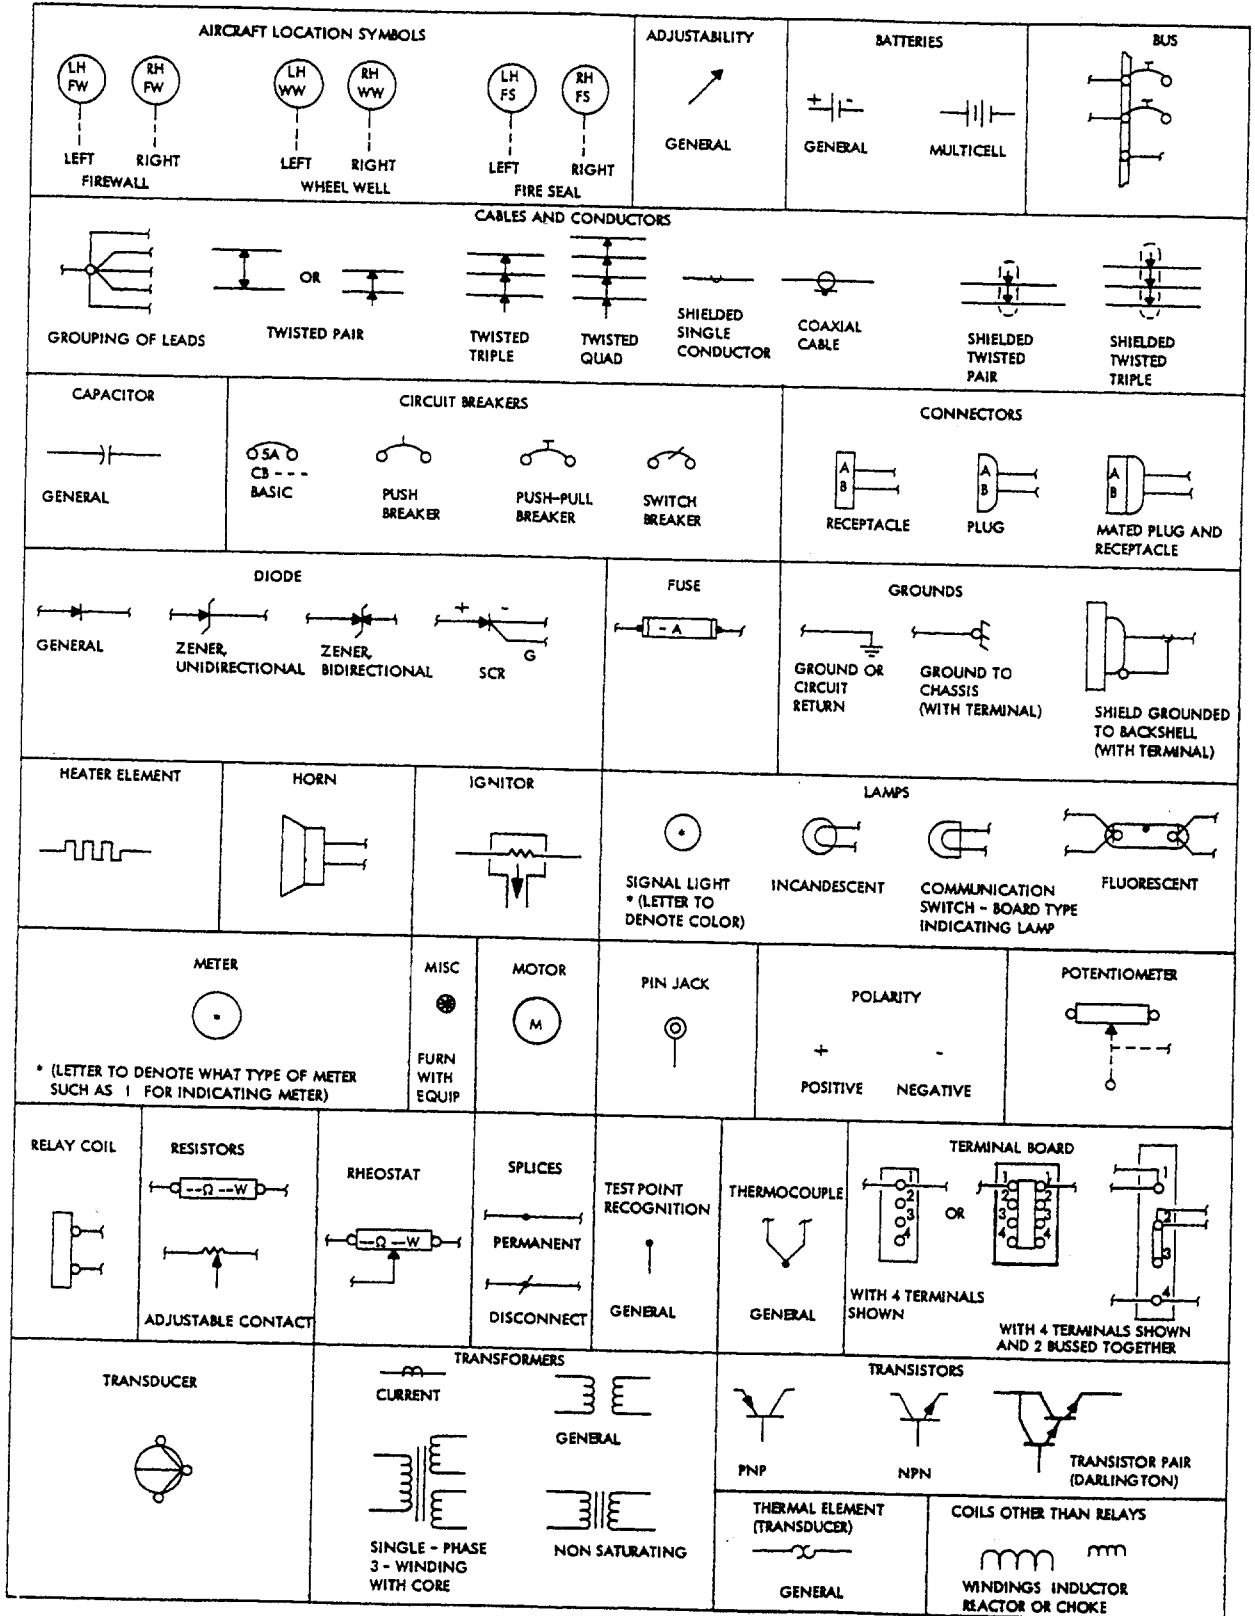 AIRCRAFT LOCATION SYMBOLS
LH FW
RH FW
LH WW
RH WW
LH FS
RH FS
LEFT
RIGHT
FIREWALL
LEFT
RIGHT
WHEEL WELL
LEFT
RIGHT
FIRE SEAL
ADJUSTABILITY
GENERAL
BATTERIES
+ -
GENERAL
MULTICELL
BUS
CABLES AND CONDUCTORS
GROUPING OF LEADS
OR
TWISTED PAIR
TWISTED
TRIPLE
TWISTED
QUAD
SHIELDED
SINGLE
CONDUCTOR
COAXIAL
CABLE
SHIELDED
TWISTED
PAIR
SHIELDED
TWISTED
TRIPLE
CAPACITOR
GENERAL
CIRCUIT BREAKERS
5A
CB ---
BASIC
PUSH
BREAKER
PUSH-PULL
BREAKER
SWITCH
BREAKER
CONNECTORS
A
B
RECEPTACLE
A
B
PLUG
A
B
MATED PLUG AND
RECEPTACLE
DIODE
GENERAL
ZENER,
UNIDIRECTIONAL
ZENER,
BIDIRECTIONAL
+ -
G
SCR
FUSE
- A
GROUNDS
GROUND OR
CIRCUIT
RETURN
GROUND TO
CHASSIS
(WITH TERMINAL)
SHIELD GROUNDED
TO BACKSHELL
(WITH TERMINAL)
HEATER ELEMENT
HORN
IGNITOR
LAMPS
*
SIGNAL LIGHT
* (LETTER TO
DENOTE COLOR)
INCANDESCENT
COMMUNICATION
SWITCH - BOARD TYPE
INDICATING LAMP
FLUORESCENT
METER
*
* (LETTER TO DENOTE WHAT TYPE OF METER
SUCH AS I FOR INDICATING METER)
MISC
FURN
WITH
EQUIP
MOTOR
M
PIN JACK
POLARITY
+ -
POSITIVE
NEGATIVE
POTENTIOMETER
RELAY COIL
RESISTORS
--Ω --W
ADJUSTABLE CONTACT
RHEOSTAT
--Ω --W
SPLICES
PERMANENT
DISCONNECT
TEST POINT
RECOGNITION
GENERAL
THERMOCOUPLE
GENERAL
TERMINAL BOARD
1
2
3
4
OR
1 1
2 2
3 3
4 4
1
2
3
4
WITH 4 TERMINALS
SHOWN
WITH 4 TERMINALS SHOWN
AND 2 BUSSED TOGETHER
TRANSDUCER
TRANSFORMERS
CURRENT
GENERAL
SINGLE - PHASE
3 - WINDING
WITH CORE
NON SATURATING
TRANSISTORS
PNP
NPN
TRANSISTOR PAIR
(DARLINGTON)
THERMAL ELEMENT
(TRANSDUCER)
GENERAL
COILS OTHER THAN RELAYS
WINDINGS INDUCTOR
REACTOR OR CHOKE